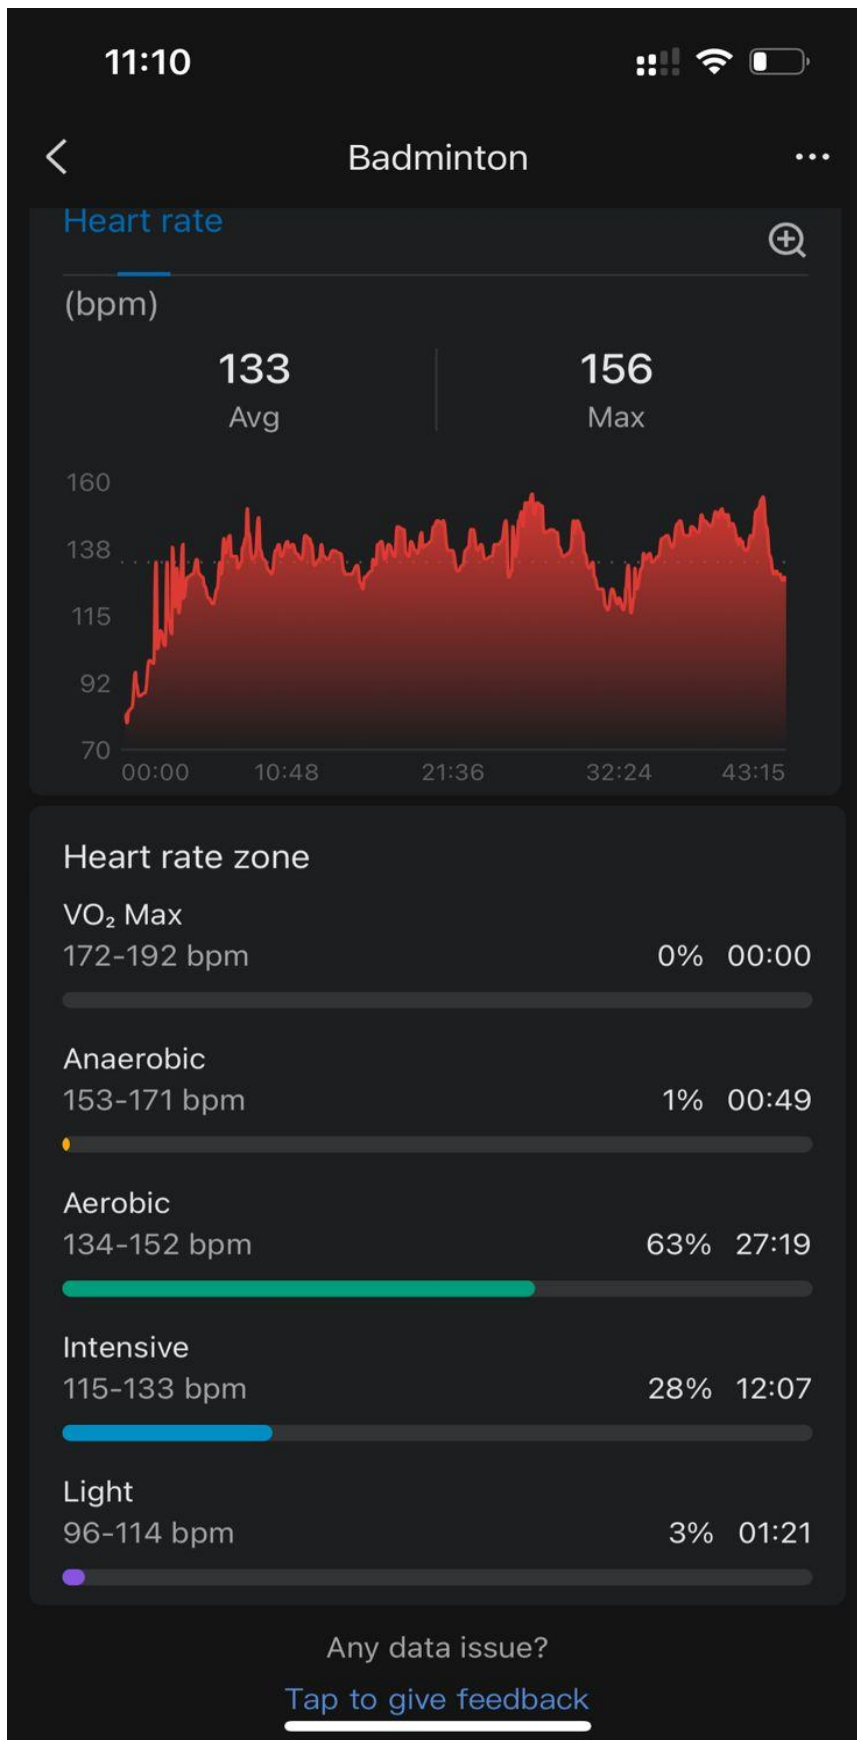 11:10
Badminton
Heart rate
(bpm)
133 156
Avg Max
160
138
115
92
70
00:00 10:48 21:36 32:24 43:15
Heart rate zone
VO₂ Max
172-192 bpm 0% 00:00
Anaerobic
153-171 bpm 1% 00:49
Aerobic
134-152 bpm 63% 27:19
Intensive
115-133 bpm 28% 12:07
Light
96-114 bpm 3% 01:21
Any data issue?
Tap to give feedback